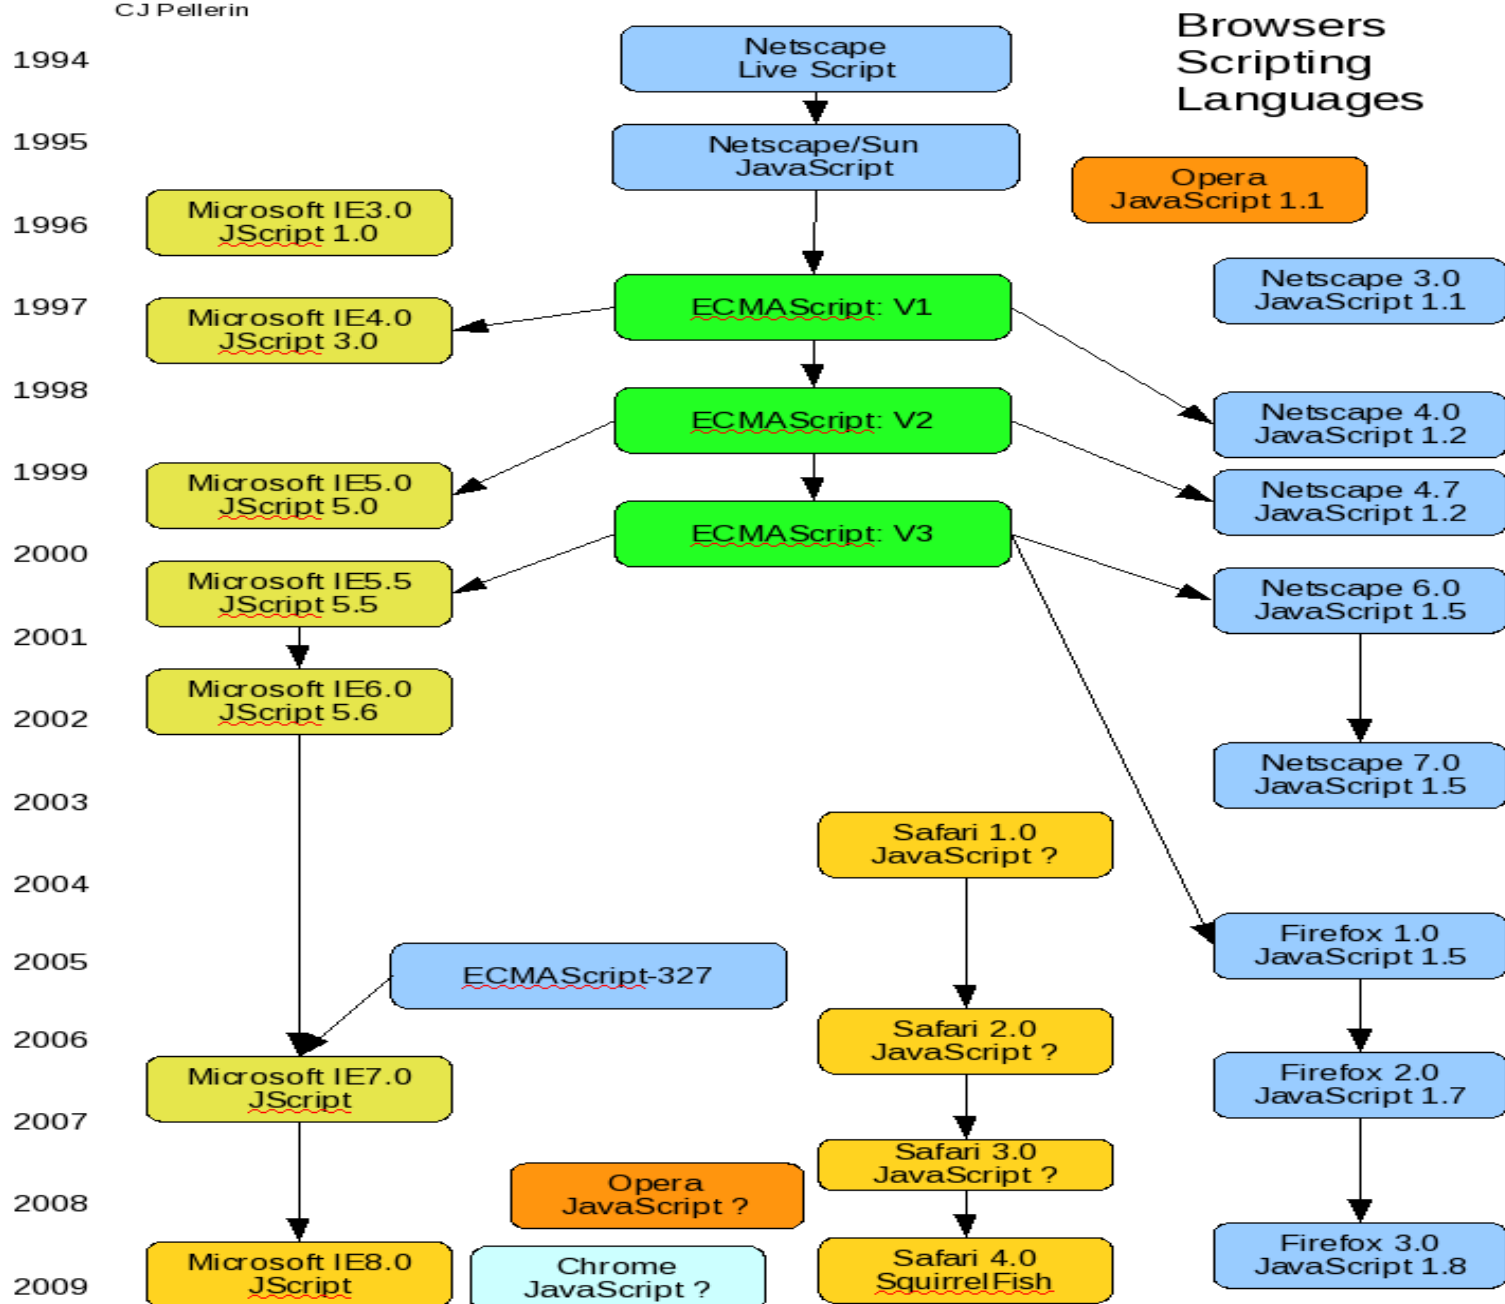 CJ Pellerin
Browsers
Scripting
Languages
1994
Netscape
Live Script
1995
Netscape/Sun
JavaScript
Opera
JavaScript 1.1
1996
Microsoft IE3.0
JScript 1.0
Netscape 3.0
JavaScript 1.1
1997
Microsoft IE4.0
JScript 3.0
ECMAScript: V1
1998
ECMAScript: V2
Netscape 4.0
JavaScript 1.2
1999
Microsoft IE5.0
JScript 5.0
Netscape 4.7
JavaScript 1.2
ECMAScript: V3
2000
Microsoft IE5.5
JScript 5.5
Netscape 6.0
JavaScript 1.5
2001
Microsoft IE6.0
JScript 5.6
2002
Netscape 7.0
JavaScript 1.5
2003
Safari 1.0
JavaScript ?
2004
Firefox 1.0
JavaScript 1.5
2005
ECMAScript-327
2006
Safari 2.0
JavaScript ?
Microsoft IE7.0
JScript
Firefox 2.0
JavaScript 1.7
2007
Safari 3.0
JavaScript ?
2008
Opera
JavaScript ?
Firefox 3.0
JavaScript 1.8
2009
Microsoft IE8.0
JScript
Chrome
JavaScript ?
Safari 4.0
SquirrelFish